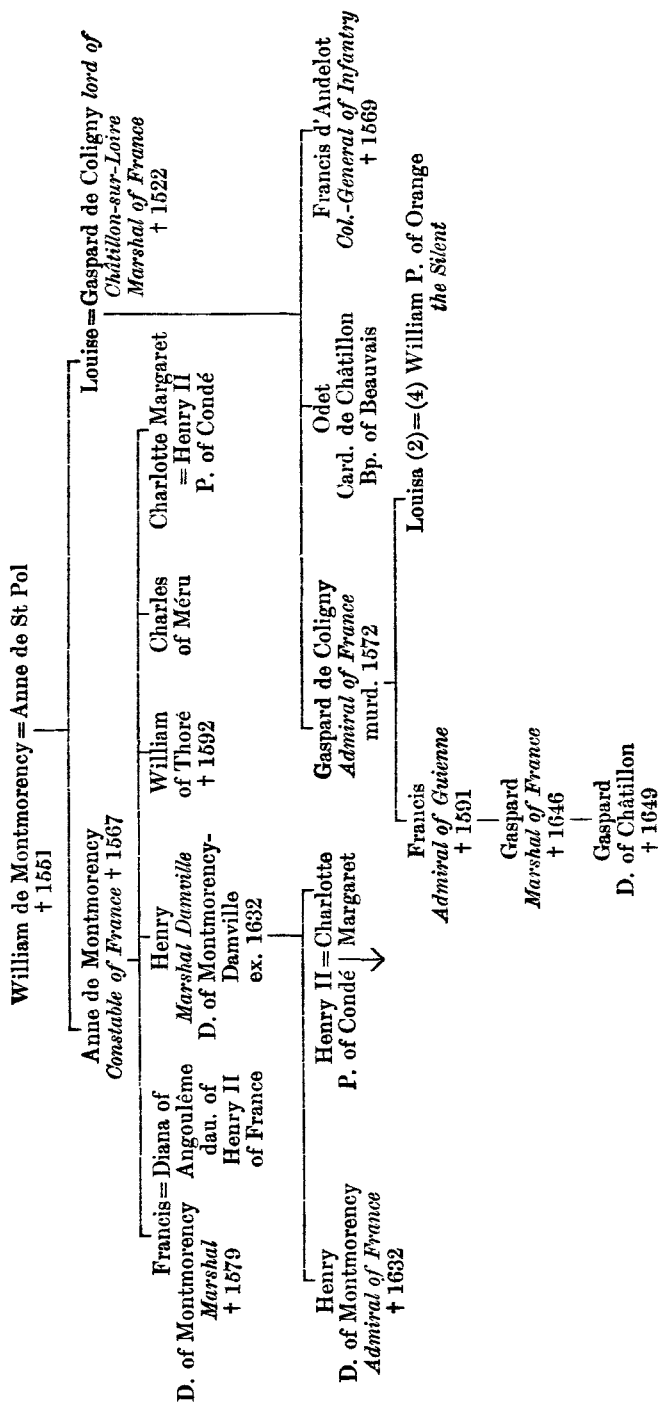 William de Montmorency=Anne de St Pol
† 1551
Anne de Montmorency
Constable of France † 1567
Louise=Gaspard de Coligny lord of
Châtillon-sur-Loire
Marshal of France
† 1522
Francis=Diana of
D. of Montmorency Angoulême
Marshal dau. of
† 1579 Henry II
of France
Henry
Marshal Damville
D. of Montmorency-
Damville
ex. 1632
William
of Thoré
† 1592
Charles
of Méru
Charlotte Margaret
=Henry II
P. of Condé
Henry
D. of Montmorency
Admiral of France
† 1632
Henry II=Charlotte
P. of Condé Margaret
Gaspard de Coligny
Admiral of France
murd. 1572
Odet
Card. de Châtillon
Bp. of Beauvais
Francis d'Andelot
Col.-General of Infantry
† 1569
Francis
Admiral of Guienne
† 1591
Gaspard
Marshal of France
† 1646
Gaspard
D. of Châtillon
† 1649
Louisa (2)=(4) William P. of Orange
the Silent